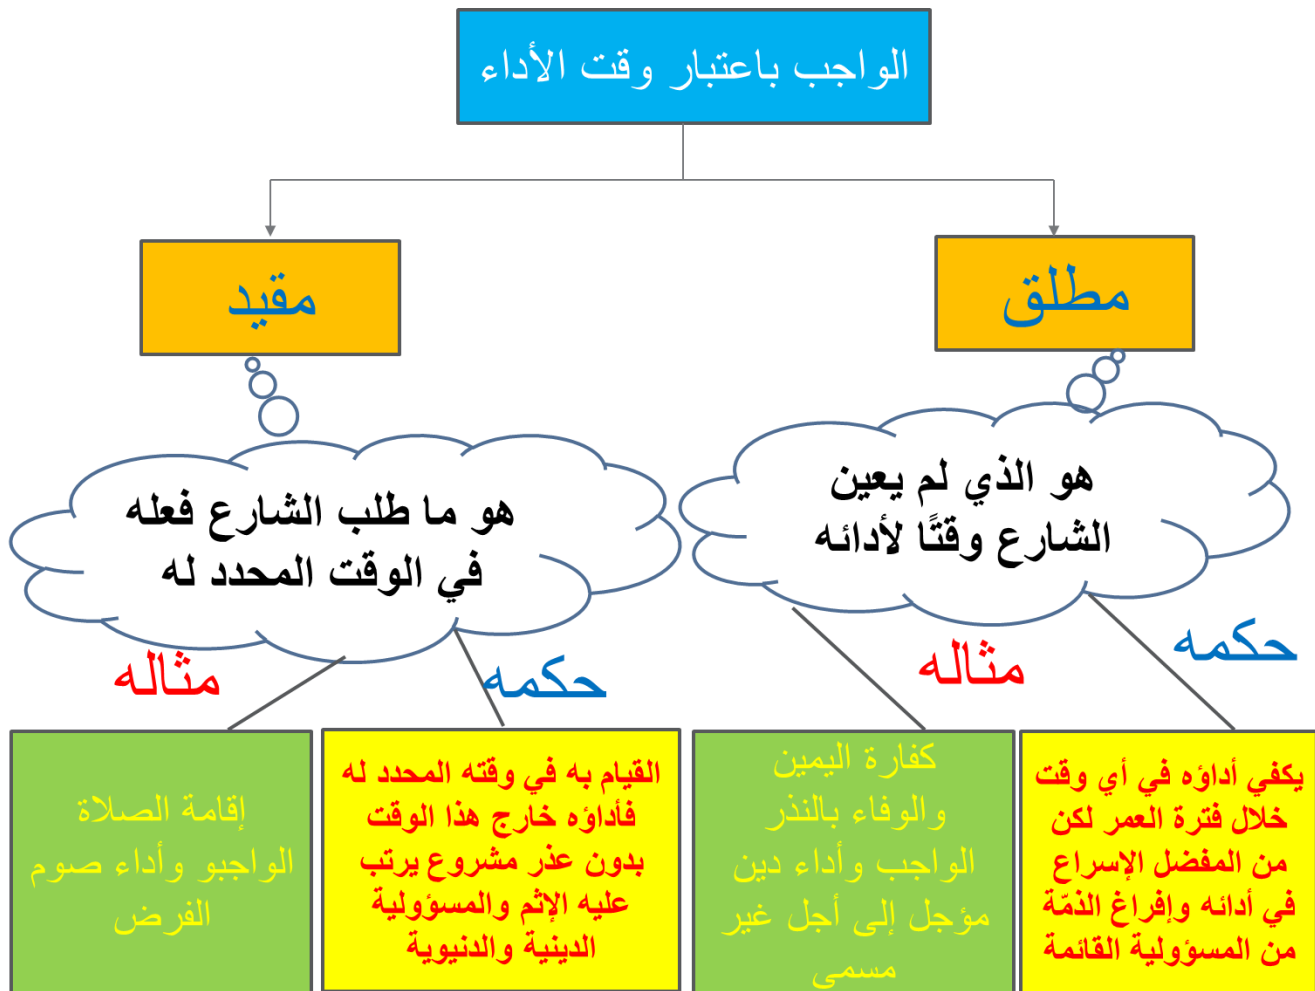 الواجب باعتبار وقت الأداء
مطلق
مقيد
هو الذي لم يعين
الشارع وقتًا لأدائه
هو ما طلب الشارع فعله
في الوقت المحدد له
حكمه
مثاله
حكمه
مثاله
يكفي أداؤه في أي وقت
خلال فترة العمر لكن
من المفضل الإسراع
في أدائه وإفراغ الذمّة
من المسؤولية القائمة
كفارة اليمين
والوفاء بالنذر
الواجب وأداء دين
مؤجل إلى أجل غير
مسمى
القيام به في وقته المحدد له
فأداؤه خارج هذا الوقت
بدون عذر مشروع يرتب
عليه الإثم والمسؤولية
الدينية والدنيوية
إقامة الصلاة
الواجبو وأداء صوم
الفرض